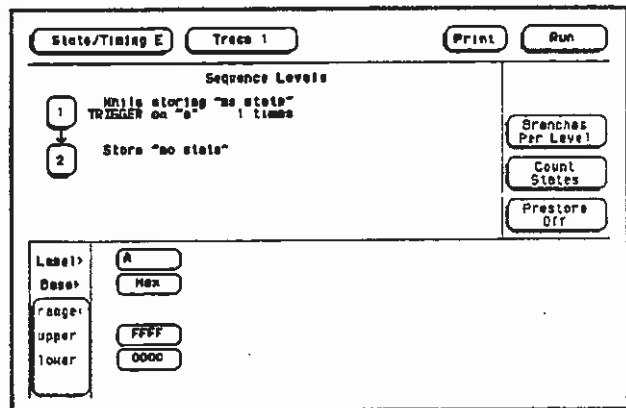 State/Timing E Trace 1 Print Run
Sequence Levels
1 While storing "no state"
TRIGGER on "a" 1 times
2 Store "no state"
Branches
Per Level
Count
States
Prestore
Off
Label> A
Base> Hex
range
upper FFFF
lower 0000